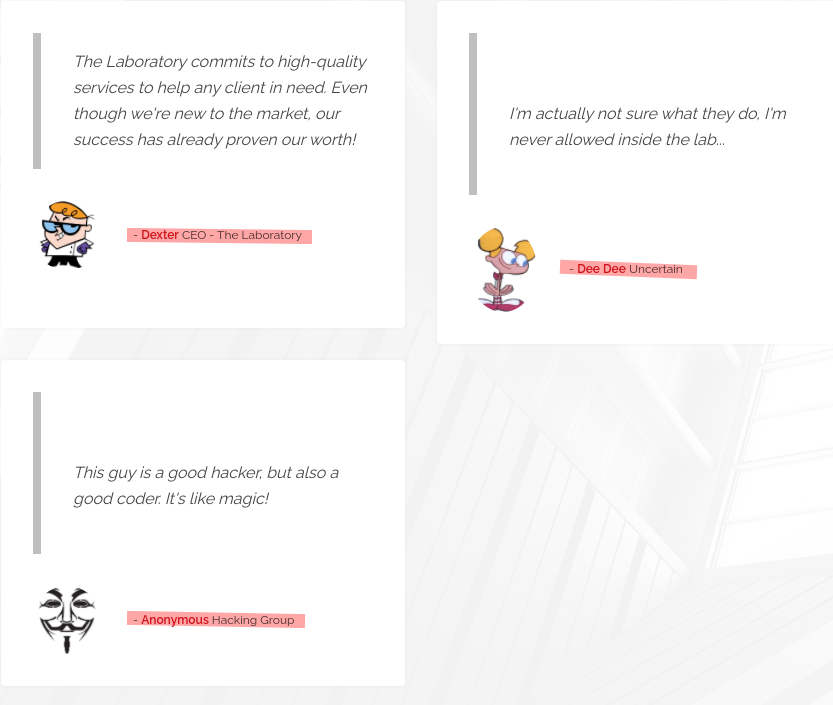 The Laboratory commits to high-quality
services to help any client in need. Even
though we're new to the market, our
success has already proven our worth!
- Dexter CEO - The Laboratory
I'm actually not sure what they do, I'm
never allowed inside the lab...
- Dee Dee Uncertain
This guy is a good hacker, but also a
good coder. It's like magic!
- Anonymous Hacking Group